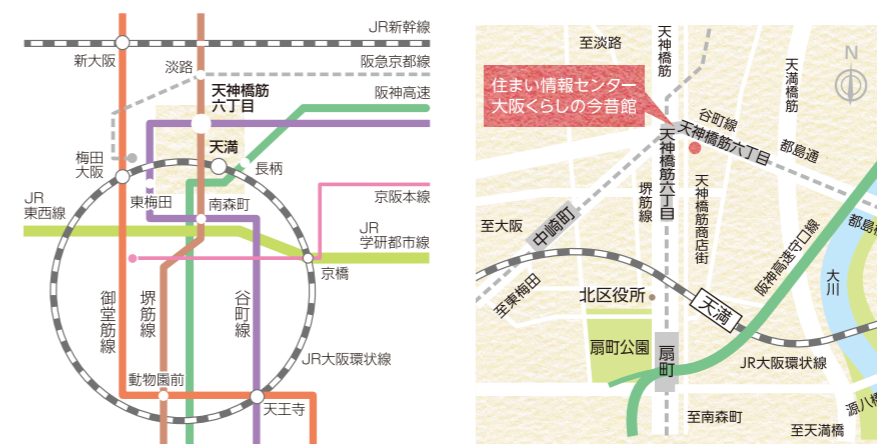 JR新幹線
新大阪
淡路
阪急京都線
天神橋筋
六丁目
阪神高速
梅田
大阪
天満
長柄
JR
東西線
東梅田
南森町
京阪本線
JR
学研都市線
京橋
御堂筋線
堺筋線
谷町線
JR大阪環状線
動物園前
天王寺
至淡路
天神橋筋
天満橋筋
N
住まい情報センター
大阪くらしの今昔館
谷町線
天神橋筋六丁目
都島通
天神橋筋六丁目
堺筋線
天神橋筋商店街
至大阪
中崎町
阪神高速守口線
都島橋
大川
至東梅田
北区役所
天満
扇町公園
扇町
JR大阪環状線
源八橋
至南森町
至天満橋